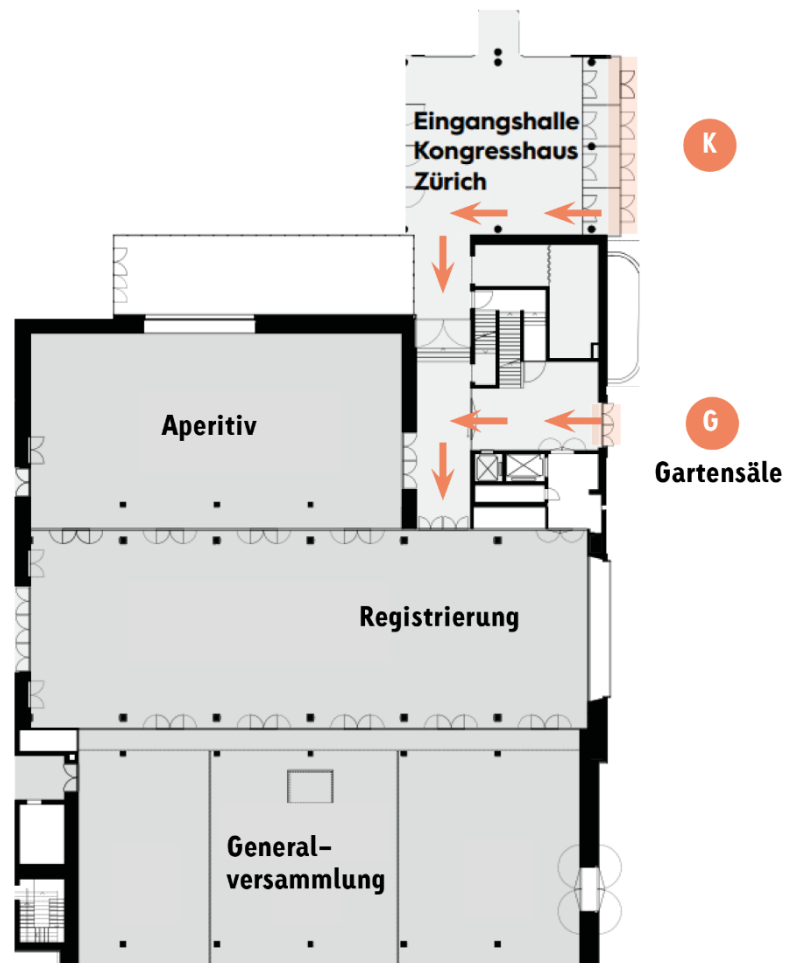 Eingangshalle
Kongresshaus
Zürich
K
Aperitiv
G
Gartensäle
Registrierung
General–
versammlung